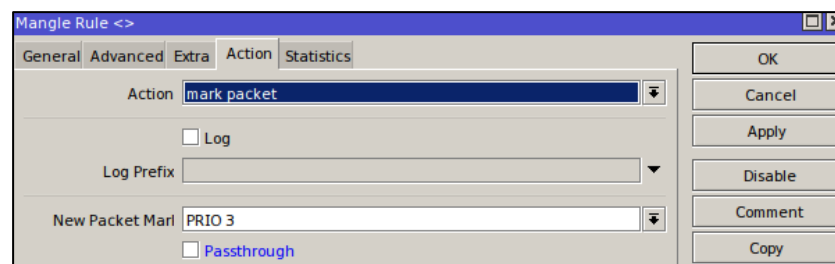 Mangle Rule <>
General Advanced Extra Action Statistics
OK
Action mark packet
Cancel
Log
Apply
Log Prefix
Disable
New Packet Marl PRIO 3
Comment
Passthrough
Copy